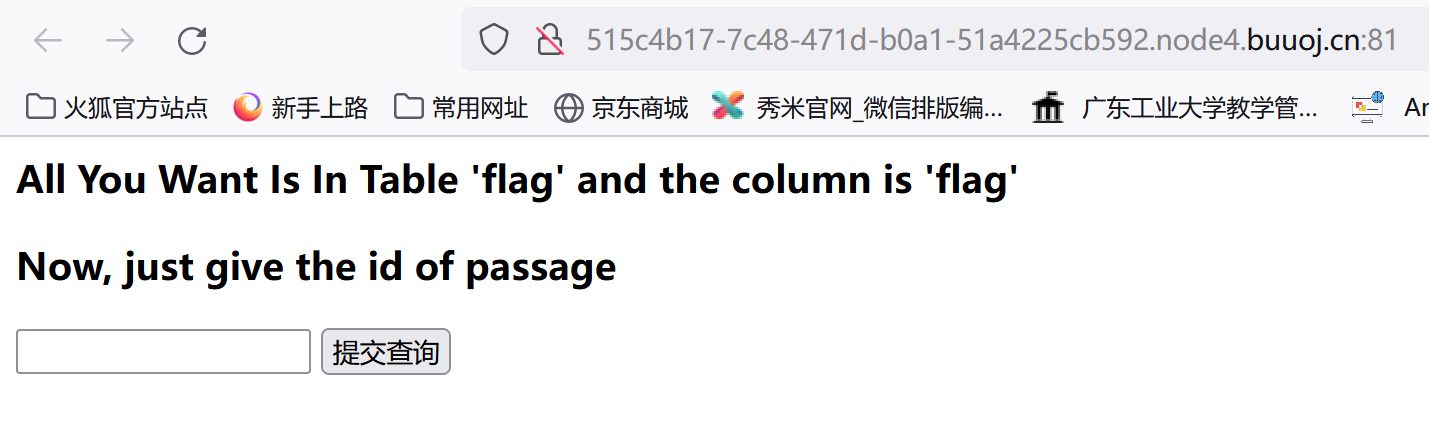 515c4b17-7c48-471d-b0a1-51a4225cb592.node4.buuoj.cn:81
火狐官方站点 新手上路 常用网址 京东商城 秀米官网_微信排版编... 广东工业大学教学管... Ar
All You Want Is In Table 'flag' and the column is 'flag'
Now, just give the id of passage
提交查询